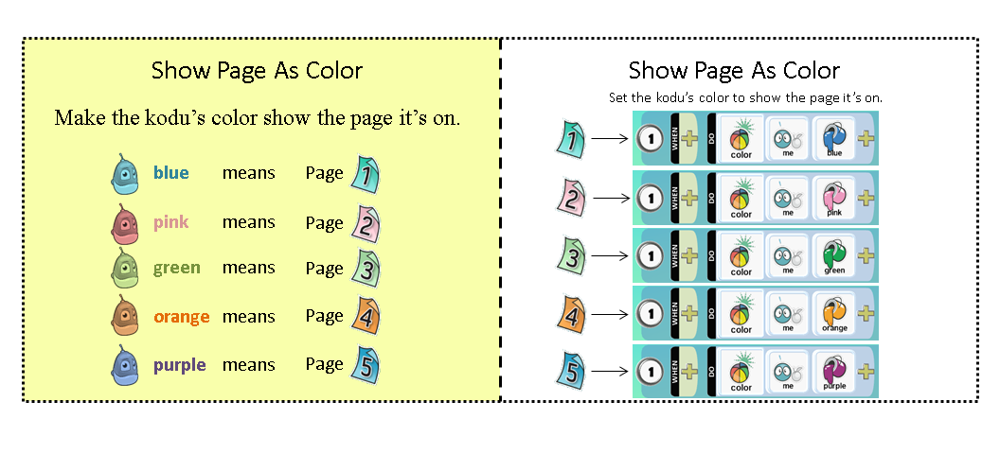 Show Page As Color
Make the kodu's color show the page it's on.
blue means Page 1
pink means Page 2
green means Page 3
orange means Page 4
purple means Page 5
Show Page As Color
Set the kodu's color to show the page it's on.
1 1 WHEN DO color me blue
2 1 WHEN DO color me pink
3 1 WHEN DO color me green
4 1 WHEN DO color me orange
5 1 WHEN DO color me purple